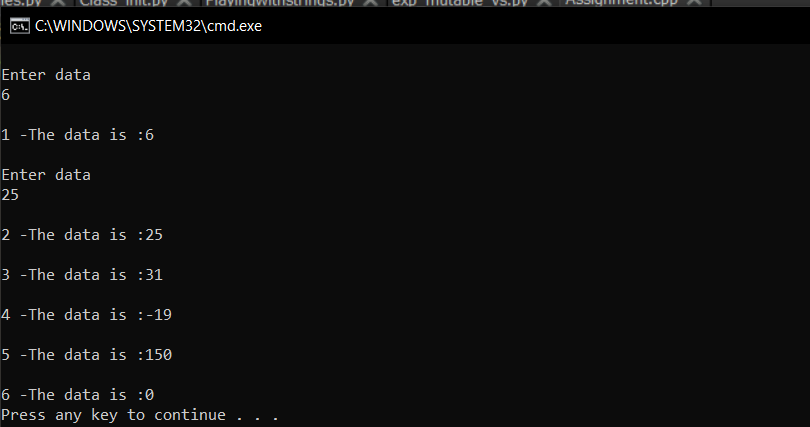 les.py Class_init.py Playingwithstrings.py exp_mutable_vs.py Assignment.cpp
C:\WINDOWS\SYSTEM32\cmd.exe
Enter data
6
1 -The data is :6
Enter data
25
2 -The data is :25
3 -The data is :31
4 -The data is :-19
5 -The data is :150
6 -The data is :0
Press any key to continue . . .